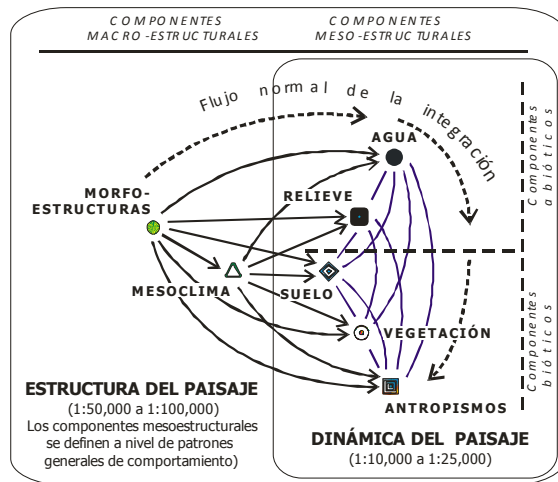 COMPONENTES
MACRO-ESTRUCTURALES
COMPONENTES
MESO-ESTRUCTURALES
Flujo normal de la integración
Componentes
abióticos
AGUA
MORFO-
ESTRUCTURAS
RELIEVE
MESOCLIMA
SUELO
VEGETACIÓN
Componentes
bióticos
ANTROPISMOS
ESTRUCTURA DEL PAISAJE
(1:50,000 a 1:100,000)
Los componentes mesoestructurales
se definen a nivel de patrones
generales de comportamiento)
DINÁMICA DEL PAISAJE
(1:10,000 a 1:25,000)